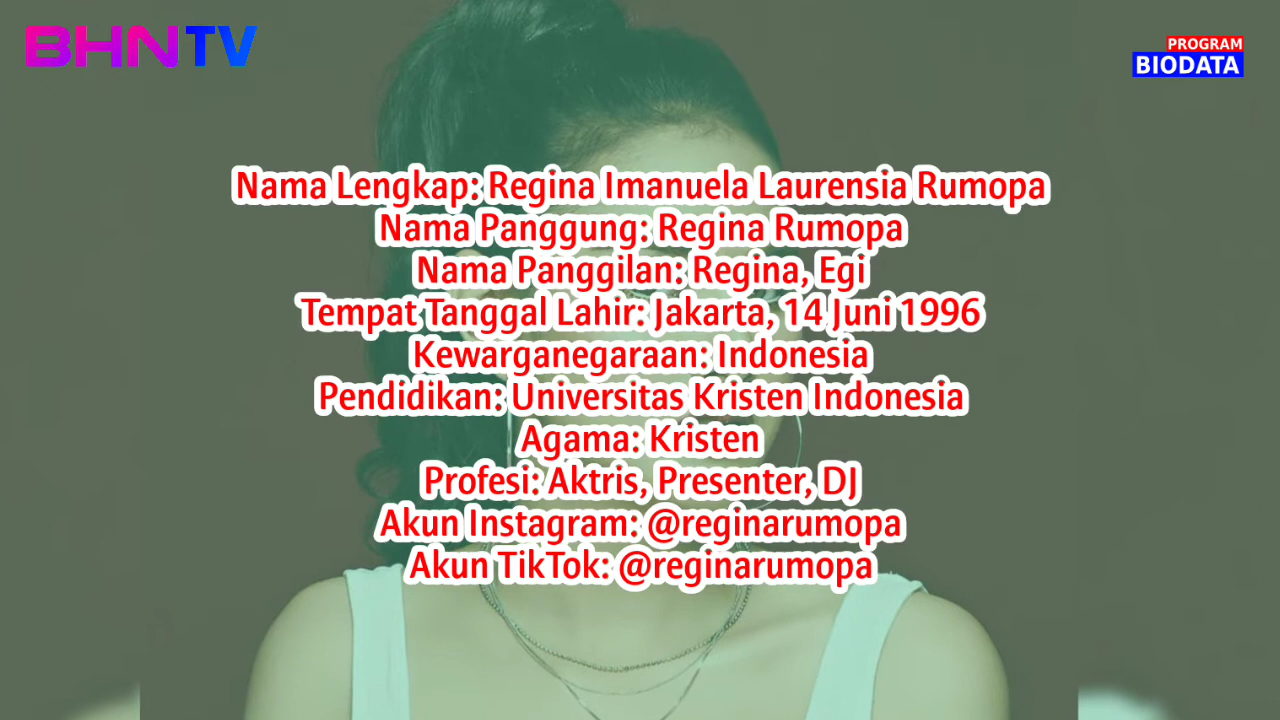 BHNTV
PROGRAM
BIODATA
Nama Lengkap: Regina Imanuela Laurensia Rumopa
Nama Panggung: Regina Rumopa
Nama Panggilan: Regina, Egi
Tempat Tanggal Lahir: Jakarta, 14 Juni 1996
Kewarganegaraan: Indonesia
Pendidikan: Universitas Kristen Indonesia
Agama: Kristen
Profesi: Aktris, Presenter, DJ
Akun Instagram: @reginarumopa
Akun TikTok: @reginarumopa